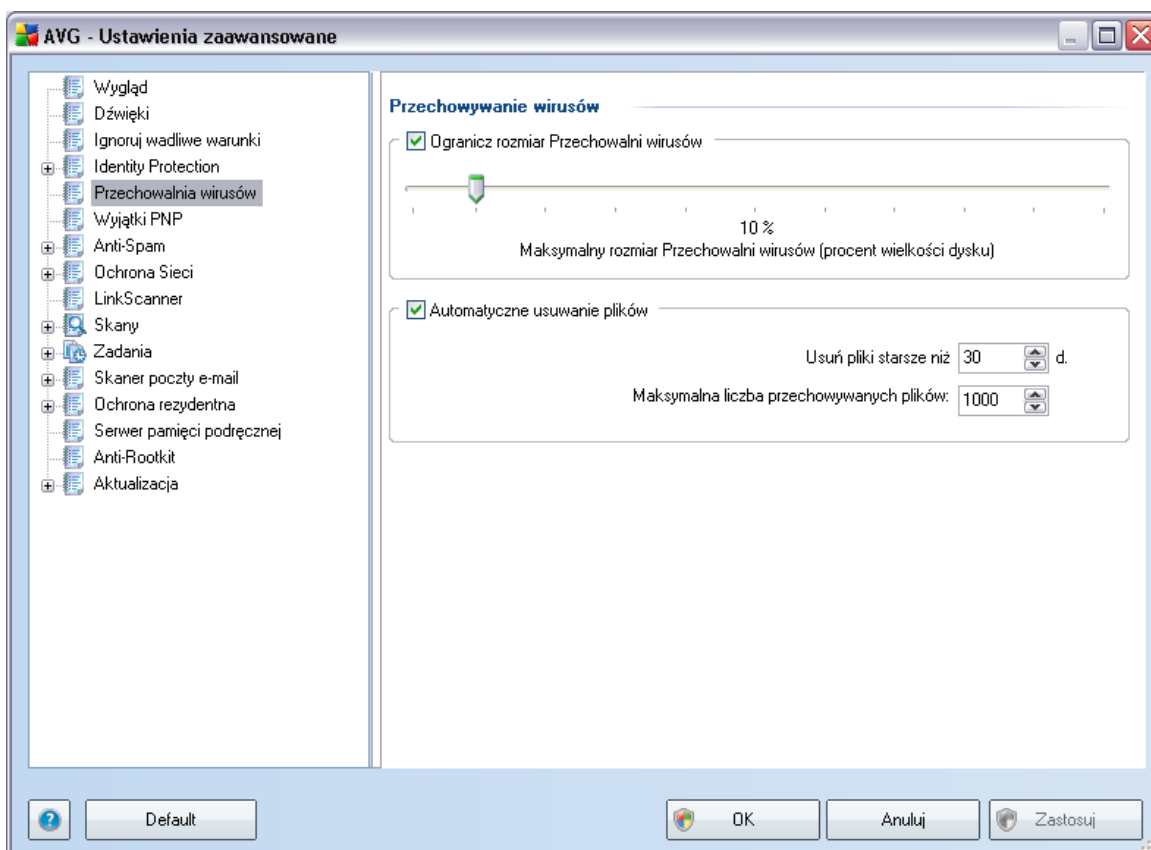 AVG - Ustawienia zaawansowane
Wygląd
Dźwięki
Ignoruj wadliwe warunki
Identity Protection
Przechowalnia wirusów
Wyjątki PNP
Anti-Spam
Ochrona Sieci
LinkScanner
Skany
Zadania
Skaner poczty e-mail
Ochrona rezydentna
Serwer pamięci podręcznej
Anti-Rootkit
Aktualizacja
Przechowywanie wirusów
Ogranicz rozmiar Przechowalni wirusów
10 %
Maksymalny rozmiar Przechowalni wirusów (procent wielkości dysku)
Automatyczne usuwanie plików
Usuń pliki starsze niż 30 d.
Maksymalna liczba przechowywanych plików: 1000
? Default OK Anuluj Zastosuj